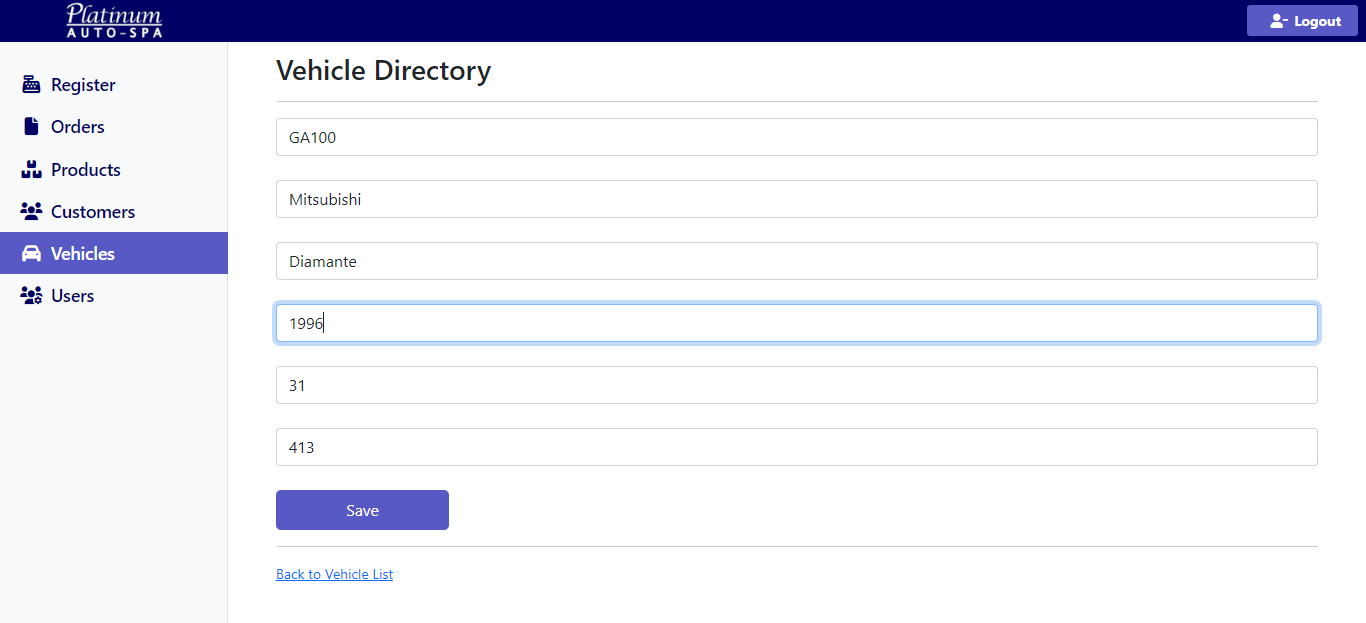 Platinum
AUTO-SPA
Logout
Register
Orders
Products
Customers
Vehicles
Users
Vehicle Directory
GA100
Mitsubishi
Diamante
1996
31
413
Save
Back to Vehicle List